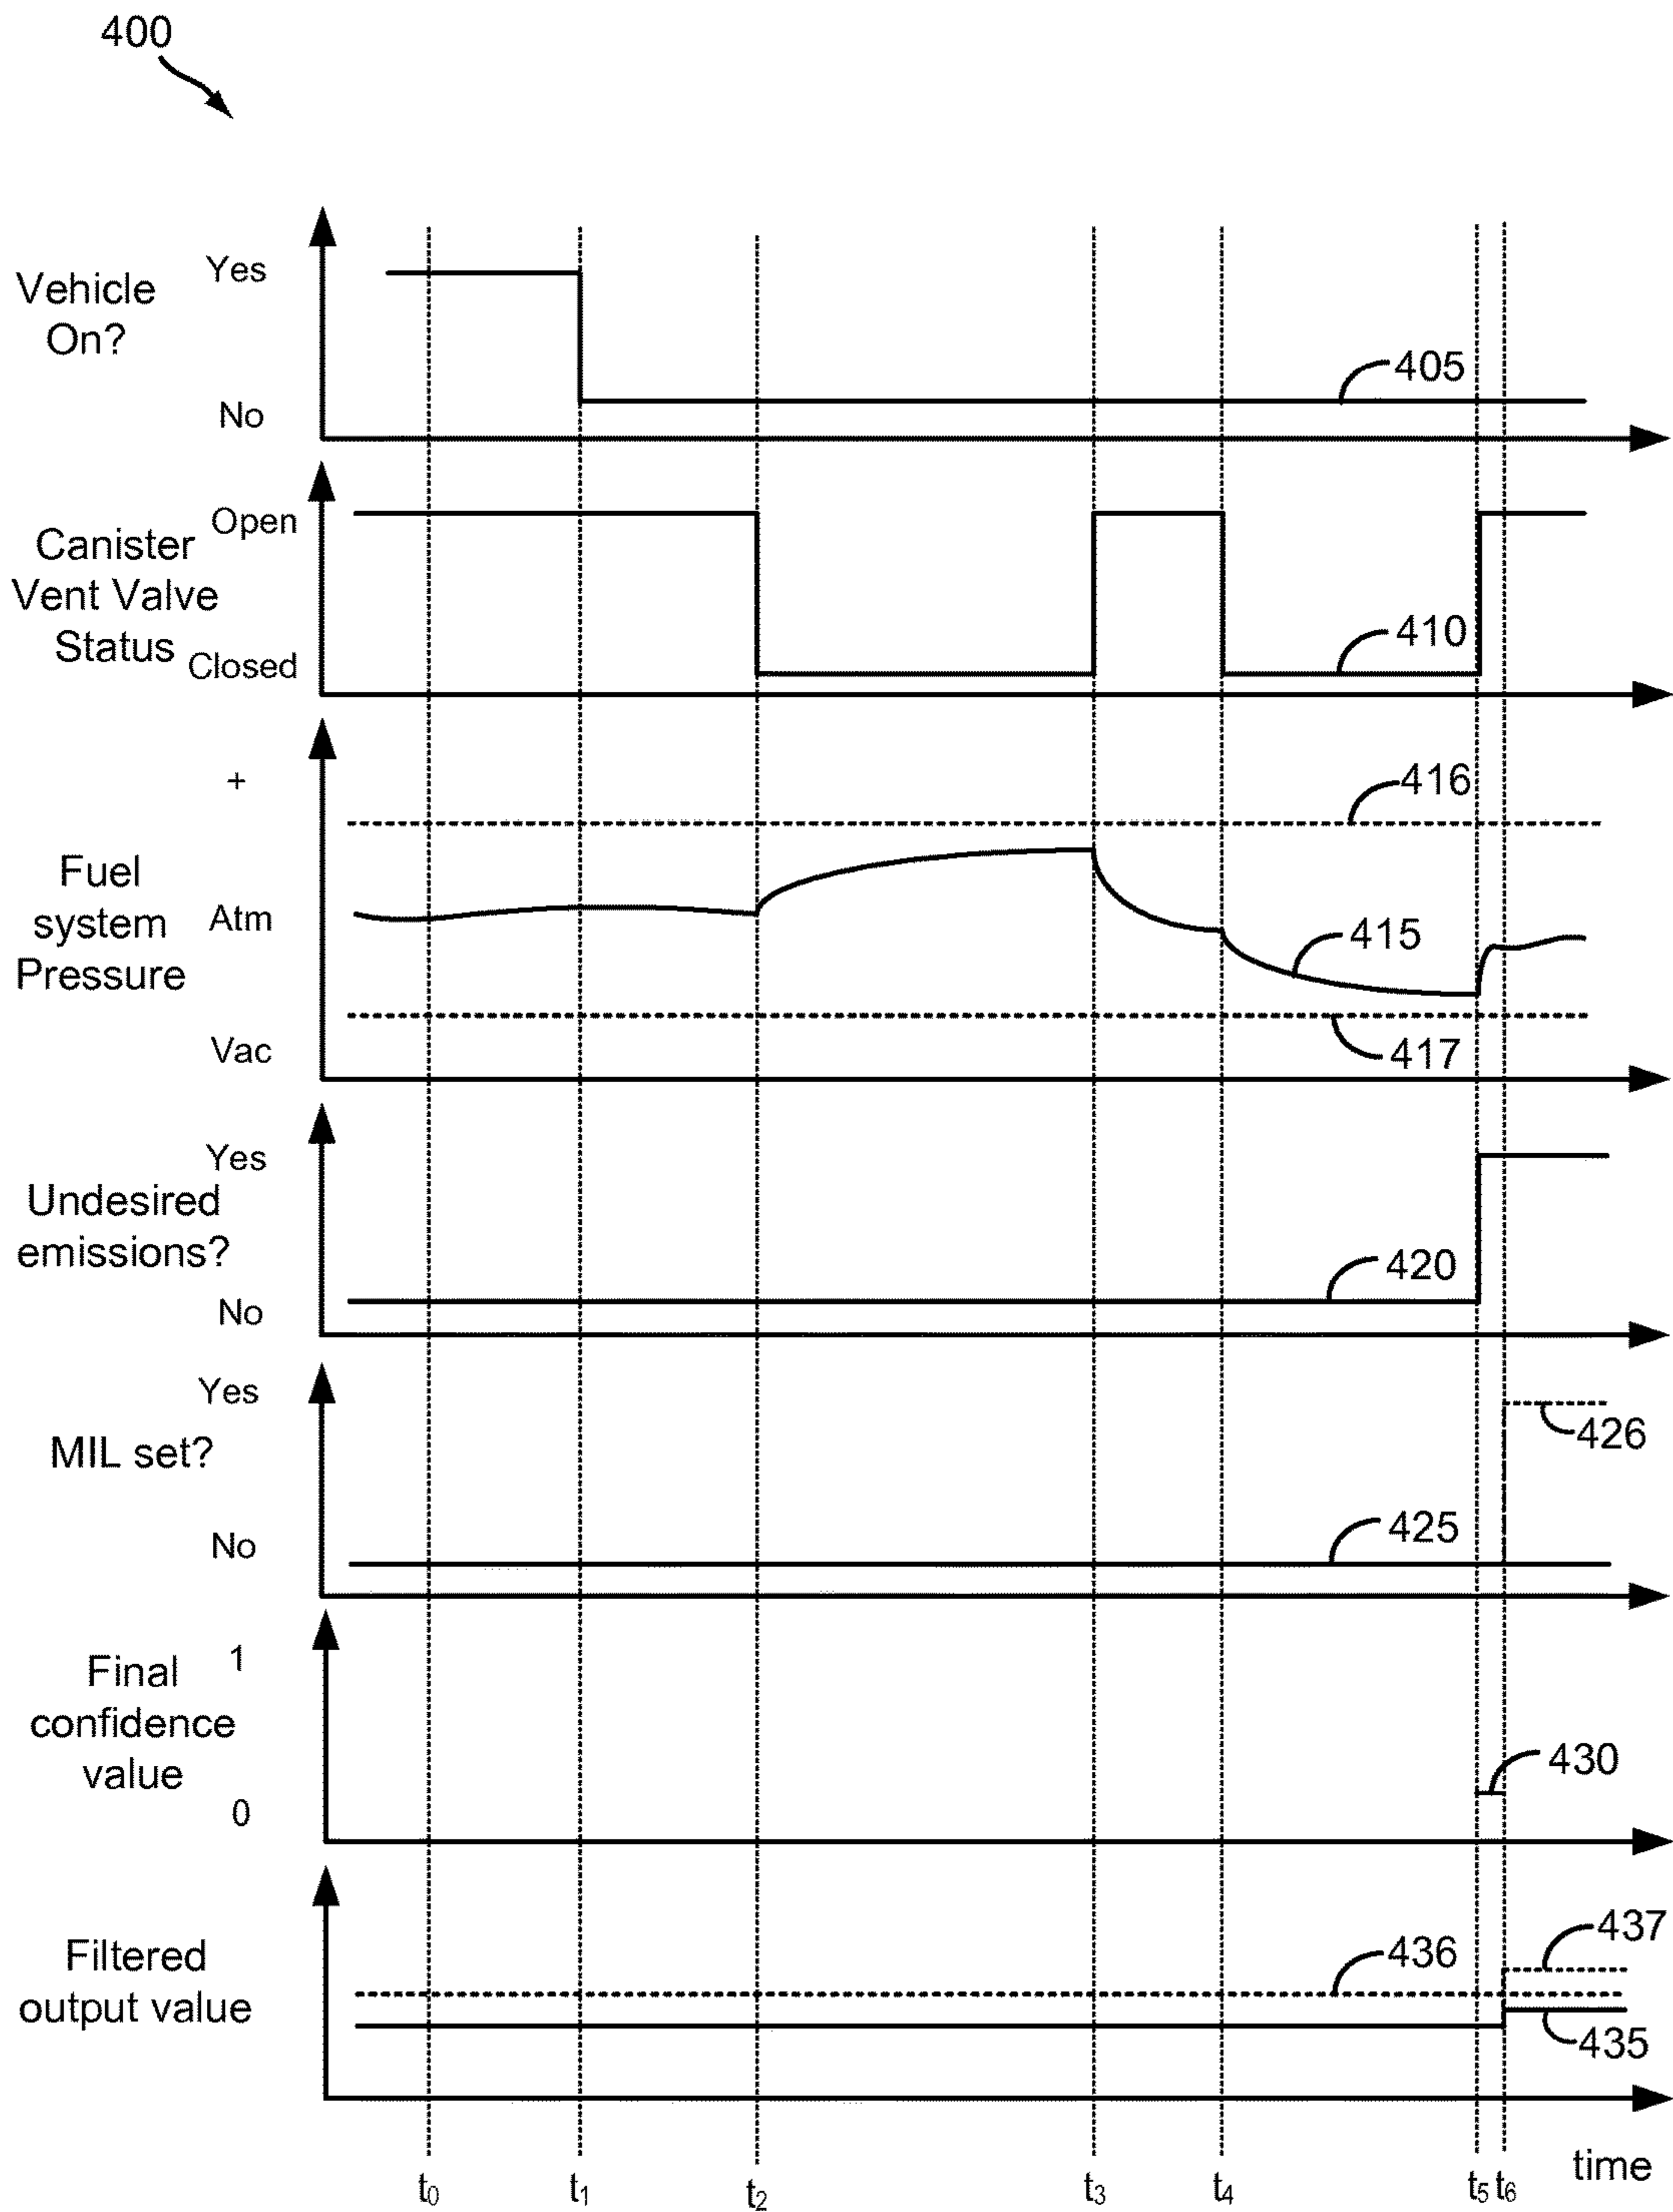 400
Vehicle
On?
Yes
No
405
Canister
Vent Valve
Status
Open
Closed
410
Fuel
system
Pressure
+
Atm
Vac
416
415
417
Undesired
emissions?
Yes
No
420
MIL set?
Yes
No
426
425
Final
confidence
value
1
0
430
Filtered
output value
436
437
435
t0 t1 t2 t3 t4 t5 t6
time